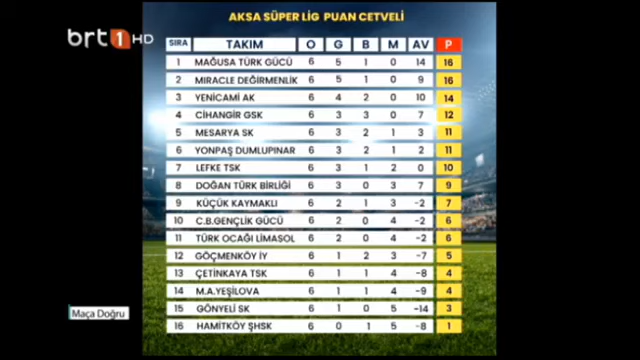 AKSA SÜPER LİG PUAN CETVELİ
brt1HD
SIRA TAKIM O G B M AV P
1 MAĞUSA TÜRK GÜCÜ 6 5 1 0 14 16
2 MIRACLE DEĞİRMENLİK 6 5 1 0 9 16
3 YENİCAMİ AK 6 4 2 0 10 14
4 CİHANGİR GSK 6 3 3 0 7 12
5 MESARYA SK 6 3 2 1 3 11
6 YONPAŞ DUMLUPINAR 6 3 2 1 2 11
7 LEFKE TSK 6 3 1 2 0 10
8 DOĞAN TÜRK BİRLİĞİ 6 3 0 3 7 9
9 KÜÇÜK KAYMAKLI 6 2 1 3 -2 7
10 C.B.GENÇLİK GÜCÜ 6 2 0 4 -2 6
11 TÜRK OCAĞI LİMASOL 6 2 0 4 -2 6
12 GÖÇMENKÖY İY 6 1 2 3 -7 5
13 ÇETİNKAYA TSK 6 1 1 4 -8 4
14 M.A.YEŞİLOVA 6 1 1 4 -9 4
15 GÖNYELİ SK 6 1 0 5 -14 3
16 HAMİTKÖY ŞHSK 6 0 1 5 -8 1
Maça Doğru